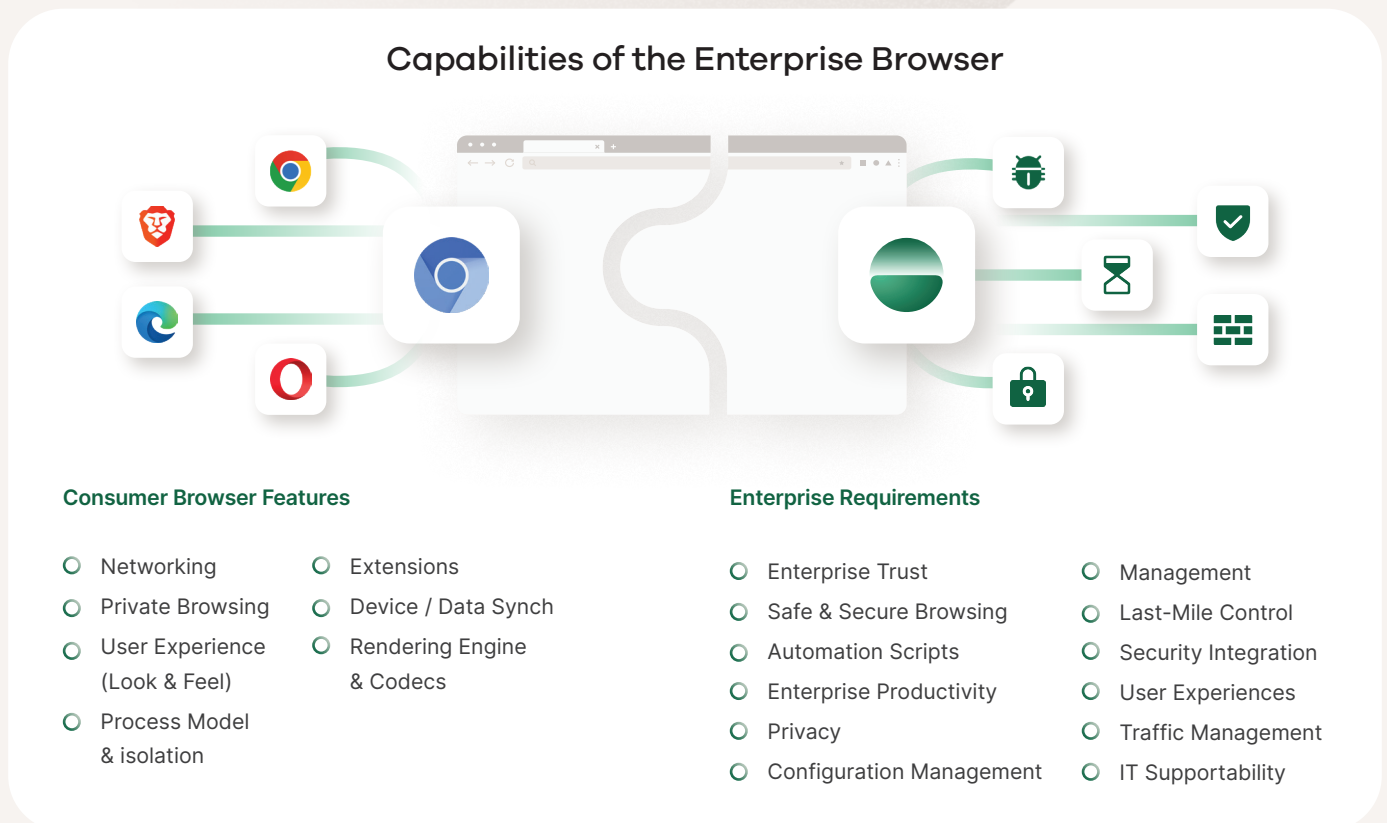 Capabilities of the Enterprise Browser
Consumer Browser Features
Networking
Private Browsing
User Experience
(Look & Feel)
Process Model
& isolation
Extensions
Device / Data Synch
Rendering Engine
& Codecs
Enterprise Requirements
Enterprise Trust
Safe & Secure Browsing
Automation Scripts
Enterprise Productivity
Privacy
Configuration Management
Management
Last-Mile Control
Security Integration
User Experiences
Traffic Management
IT Supportability